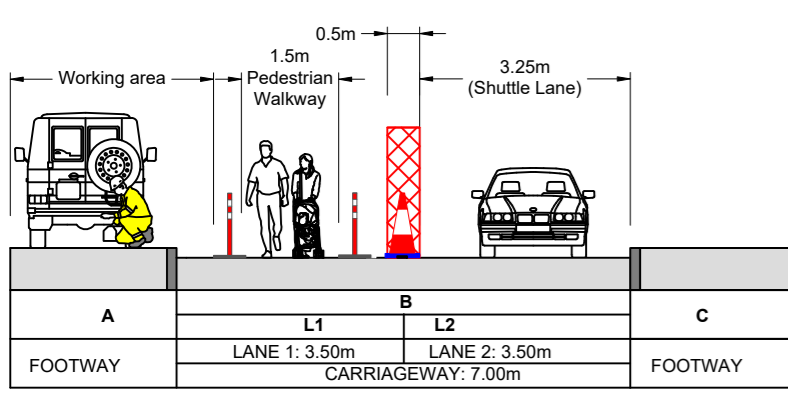 0.5m
1.5m
Pedestrian
Walkway
Working area
3.25m
(Shuttle Lane)
A
B
C
L1
L2
FOOTWAY
LANE 1: 3.50m
LANE 2: 3.50m
FOOTWAY
CARRIAGEWAY: 7.00m